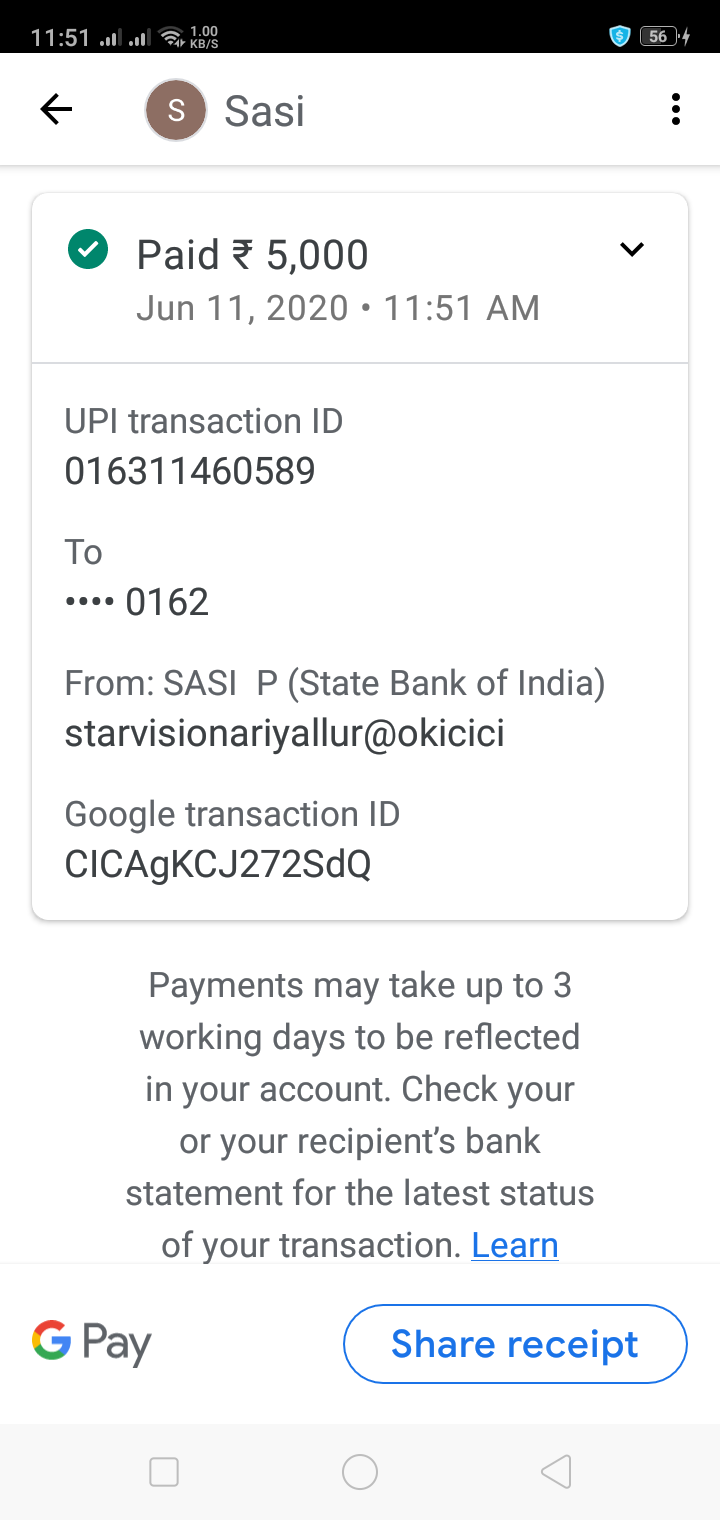 11:51 1.00 KB/S 56
S Sasi
Paid ₹ 5,000
Jun 11, 2020 • 11:51 AM
UPI transaction ID
016311460589
To
•••• 0162
From: SASI  P (State Bank of India)
starvisionariyallur@okicici
Google transaction ID
CICAgKCJ272SdQ
Payments may take up to 3
working days to be reflected
in your account. Check your
or your recipient’s bank
statement for the latest status
of your transaction. Learn
G Pay Share receipt